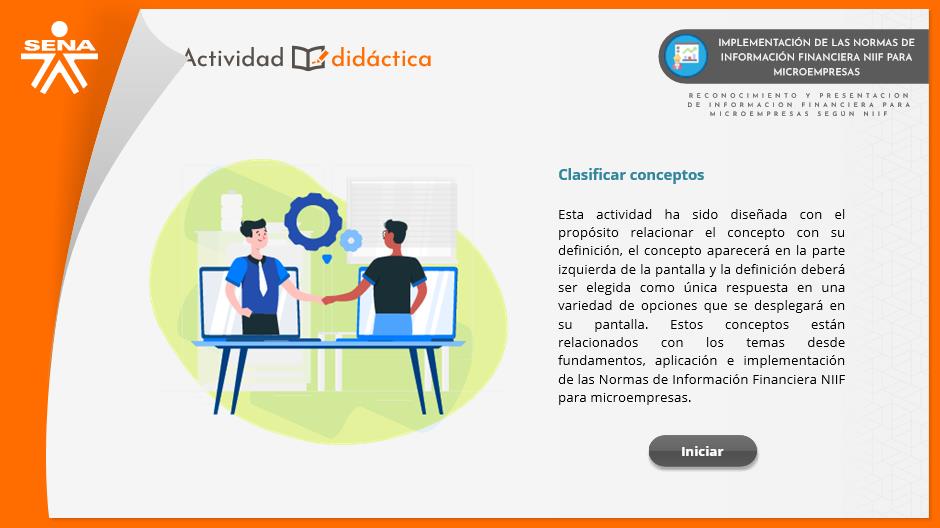 SENA
Actividad didáctica
IMPLEMENTACIÓN DE LAS NORMAS DE
INFORMACIÓN FINANCIERA NIIF PARA
MICROEMPRESAS
RECONOCIMIENTO Y PRESENTACION
DE INFORMACION FINANCIERA PARA
MICROEMPRESAS SEGÚN NIIF
Clasificar conceptos
Esta actividad ha sido diseñada con el
propósito relacionar el concepto con su
definición, el concepto aparecerá en la parte
izquierda de la pantalla y la definición deberá
ser elegida como única respuesta en una
variedad de opciones que se desplegará en
su pantalla. Estos conceptos están
relacionados con los temas desde
fundamentos, aplicación e implementación
de las Normas de Información Financiera NIIF
para microempresas.
Iniciar